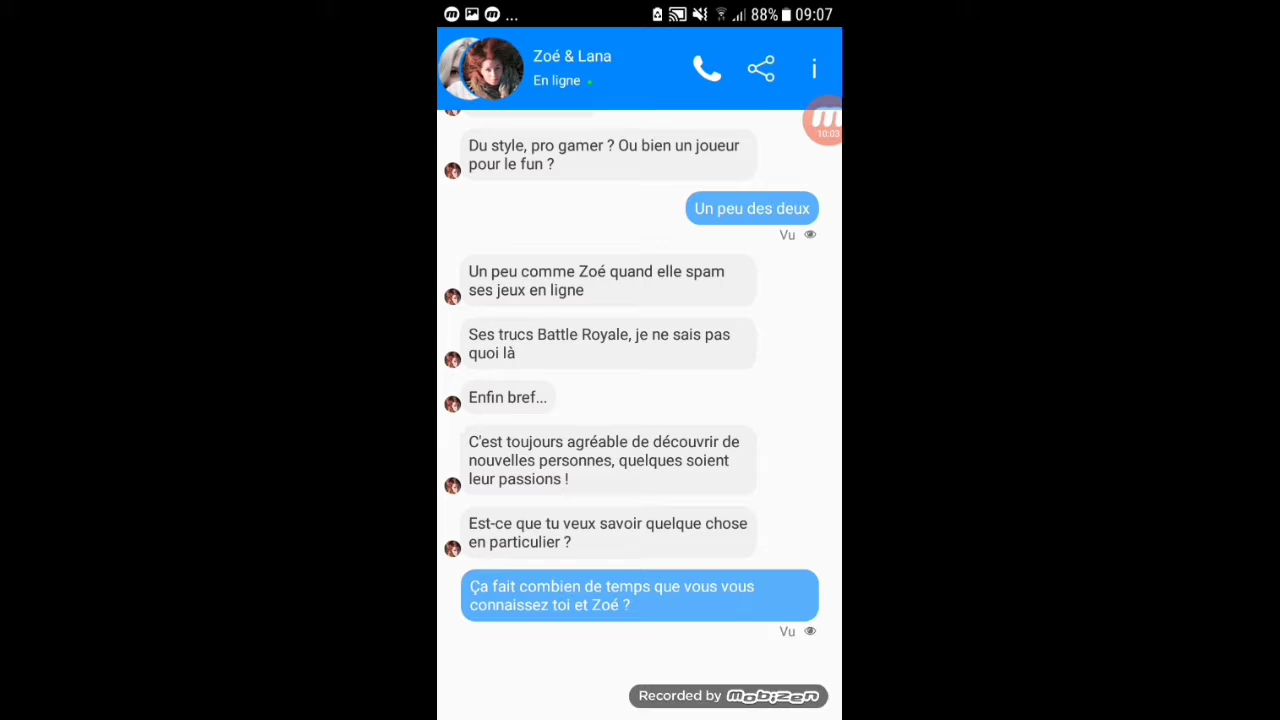 ... 88% 09:07
Zoé & Lana
En ligne
10:03
Du style, pro gamer ? Ou bien un joueur
pour le fun ?
Un peu des deux
Vu
Un peu comme Zoé quand elle spam
ses jeux en ligne
Ses trucs Battle Royale, je ne sais pas
quoi là
Enfin bref...
C'est toujours agréable de découvrir de
nouvelles personnes, quelques soient
leur passions !
Est-ce que tu veux savoir quelque chose
en particulier ?
Ça fait combien de temps que vous vous
connaissez toi et Zoé ?
Vu
Recorded by mobizen